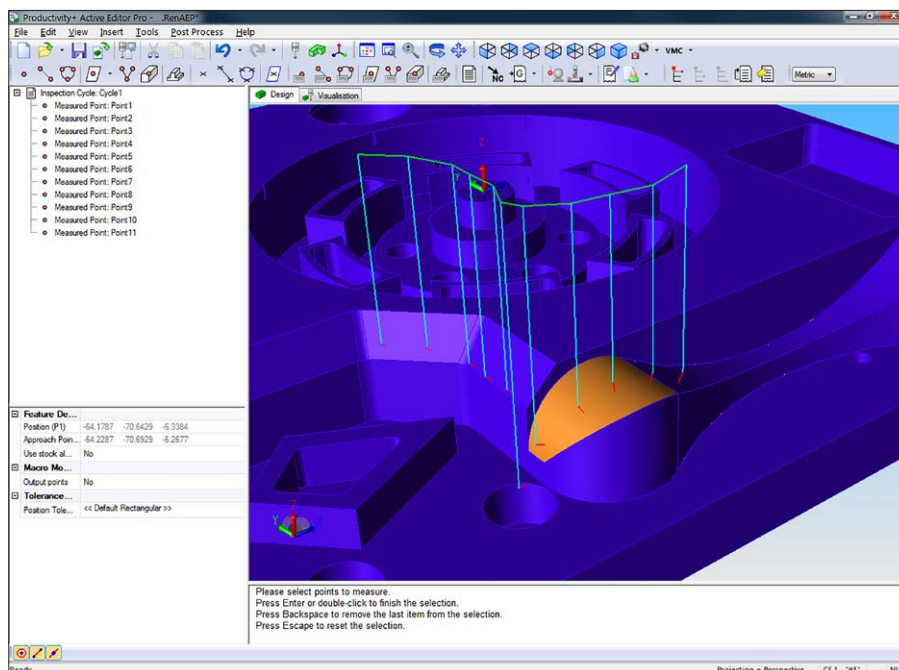 Productivity+ Active Editor Pro - .RenAEP*
File Edit View Insert Tools Post Process Help
VMC
NC +G Metric
Inspection Cycle: Cycle1
Measured Point: Point1
Measured Point: Point2
Measured Point: Point3
Measured Point: Point4
Measured Point: Point5
Measured Point: Point6
Measured Point: Point7
Measured Point: Point8
Measured Point: Point9
Measured Point: Point10
Measured Point: Point11
Design Visualisation
Z
Y
Feature De...
Position (P1) -64.1787 -70.6429 -6.3384
Approach Poin... -64.2287 -70.6929 -6.2677
Use stock al... No
Macro Mo...
Output points No
Tolerance...
Position Tole... << Default Rectangular >>
Z
Y X
Please select points to measure.
Press Enter or double-click to finish the selection.
Press Backspace to remove the last item from the selection.
Press Escape to reset the selection.
Ready Projection = Perspective